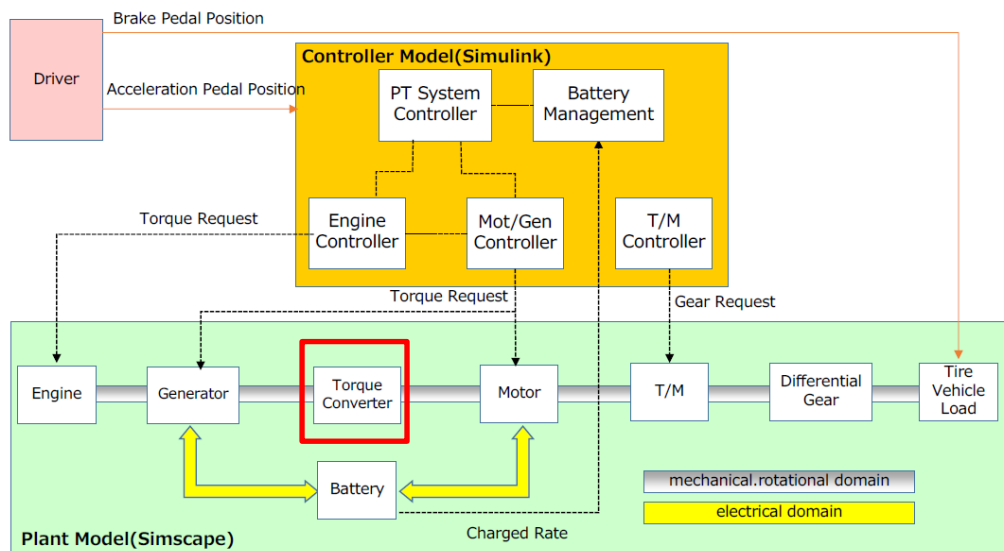 Brake Pedal Position
Driver
Acceleration Pedal Position
Controller Model(Simulink)
PT System
Controller
Battery
Management
Torque Request
Engine
Controller
Mot/Gen
Controller
T/M
Controller
Torque Request
Gear Request
Engine
Generator
Torque
Converter
Motor
T/M
Differential
Gear
Tire
Vehicle
Load
Battery
mechanical.rotational domain
electrical domain
Charged Rate
Plant Model(Simscape)